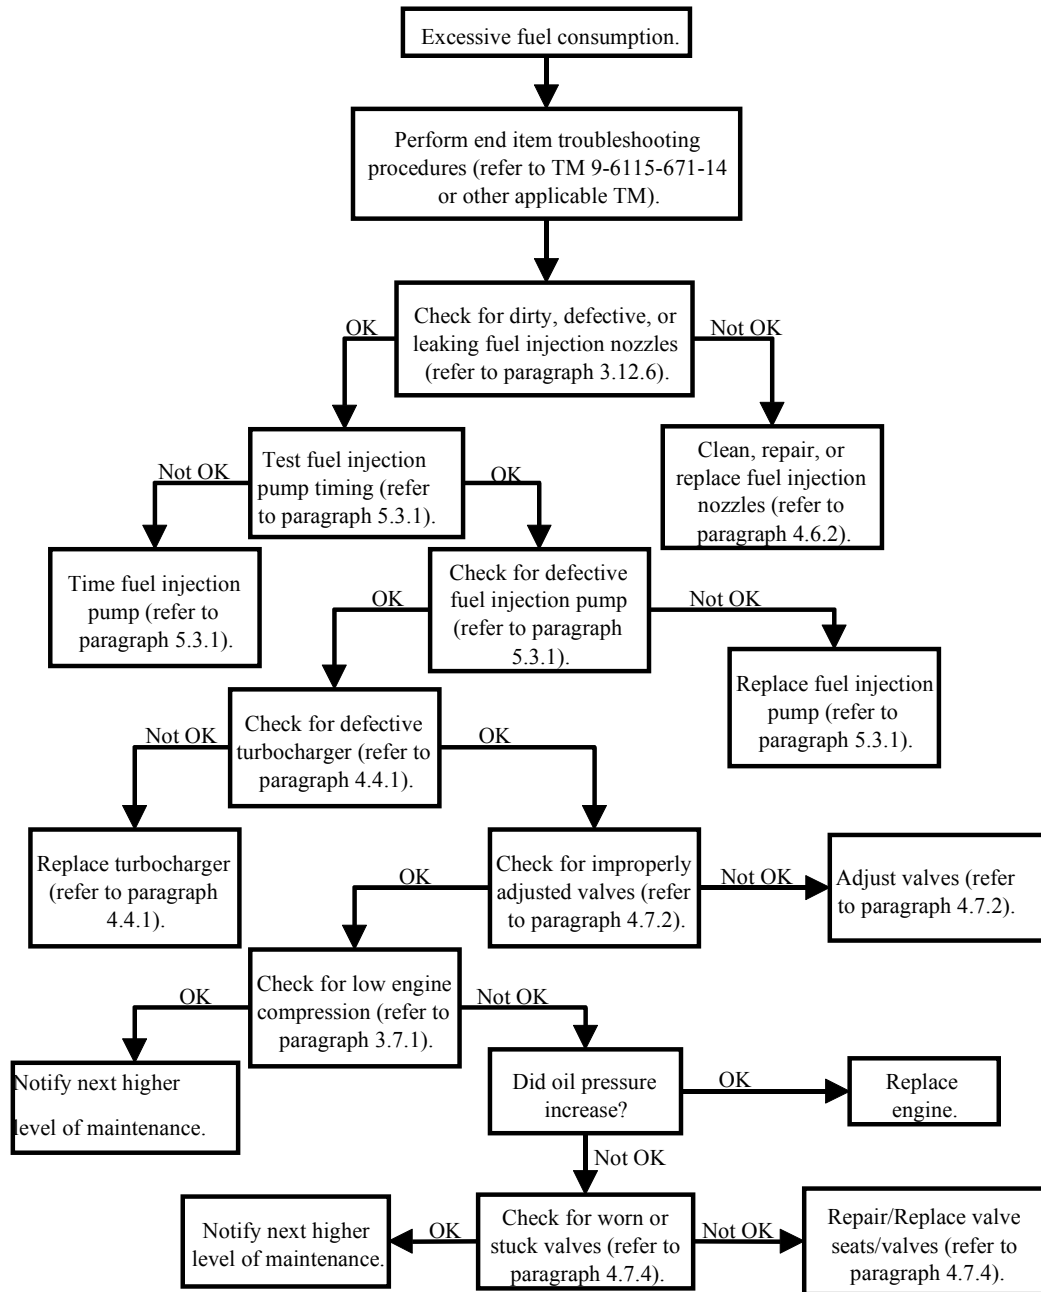 Excessive fuel consumption.
Perform end item troubleshooting
procedures (refer to TM 9-6115-671-14
or other applicable TM).
OK
Check for dirty, defective, or
leaking fuel injection nozzles
(refer to paragraph 3.12.6).
Not OK
Not OK
Test fuel injection
pump timing (refer
to paragraph 5.3.1).
OK
Clean, repair, or
replace fuel injection
nozzles (refer to
paragraph 4.6.2).
Time fuel injection
pump (refer to
paragraph 5.3.1).
OK
Check for defective
fuel injection pump
(refer to paragraph
5.3.1).
Not OK
Not OK
Check for defective
turbocharger (refer to
paragraph 4.4.1).
OK
Replace fuel injection
pump (refer to
paragraph 5.3.1).
Replace turbocharger
(refer to paragraph
4.4.1).
OK
Check for improperly
adjusted valves (refer
to paragraph 4.7.2).
Not OK
Adjust valves (refer
to paragraph 4.7.2).
OK
Check for low engine
compression (refer to
paragraph 3.7.1).
Not OK
Notify next higher
level of maintenance.
Did oil pressure
increase?
OK
Replace
engine.
Not OK
Notify next higher
level of maintenance.
OK
Check for worn or
stuck valves (refer to
paragraph 4.7.4).
Not OK
Repair/Replace valve
seats/valves (refer to
paragraph 4.7.4).